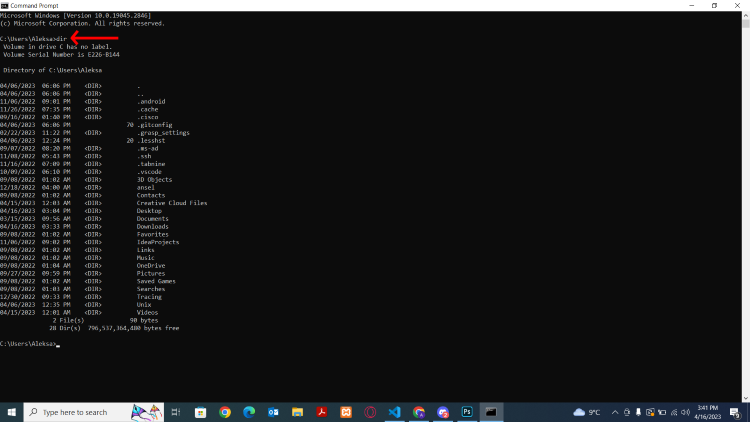 Command Prompt
Microsoft Windows [Version 10.0.19045.2846]
(c) Microsoft Corporation. All rights reserved.
C:\Users\Aleksa>dir
Volume in drive C has no label.
Volume Serial Number is E226-B144
Directory of C:\Users\Aleksa
04/06/2023 06:06 PM <DIR> .
04/06/2023 06:06 PM <DIR> ..
11/06/2022 09:01 PM <DIR> .android
11/26/2022 07:35 PM <DIR> .cache
09/16/2022 01:40 PM <DIR> .cisco
04/06/2023 06:06 PM 70 .gitconfig
02/22/2023 11:22 PM <DIR> .grasp_settings
04/06/2023 12:24 PM 20 .lesshst
09/07/2022 08:20 PM <DIR> .ms-ad
11/08/2022 05:43 PM <DIR> .ssh
11/16/2022 07:09 PM <DIR> .tabnine
10/09/2022 06:10 PM <DIR> .vscode
09/08/2022 01:02 AM <DIR> 3D Objects
12/18/2022 04:00 AM <DIR> ansel
09/08/2022 01:02 AM <DIR> Contacts
04/15/2023 12:03 AM <DIR> Creative Cloud Files
04/16/2023 03:04 PM <DIR> Desktop
03/15/2023 09:56 AM <DIR> Documents
04/16/2023 03:33 PM <DIR> Downloads
09/08/2022 01:02 AM <DIR> Favorites
11/06/2022 09:02 PM <DIR> IdeaProjects
09/08/2022 01:02 AM <DIR> Links
09/08/2022 01:02 AM <DIR> Music
09/08/2022 01:04 AM <DIR> OneDrive
09/27/2022 09:59 PM <DIR> Pictures
09/08/2022 01:02 AM <DIR> Saved Games
09/08/2022 01:03 AM <DIR> Searches
12/30/2022 09:33 PM <DIR> Tracing
04/06/2023 12:35 PM <DIR> Unix
04/15/2023 12:01 AM <DIR> Videos
2 File(s) 90 bytes
28 Dir(s) 796,537,364,480 bytes free
C:\Users\Aleksa>
Type here to search
Ps
9°C
3:41 PM
4/16/2023